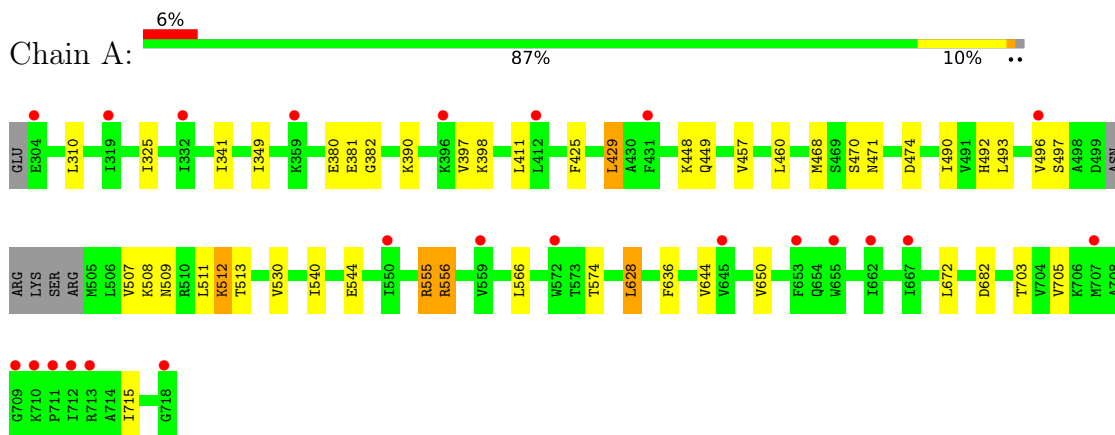 6%
Chain A:
87% 10% ••
GLU E304 L310 I319 I325 I332 I341 I349 K359 E380 E381 G382 K390 K396 V397 K398 L411 L412 F425 L429 A430 F431 K448 Q449 V457 L460 M468 S469 S470 N471 D474 I490 V491 H492 L493 V496 S497 A498 D499 ASN
ARG LYS SER ARG M505 L506 V507 K508 N509 R510 L511 K512 T513 V530 I540 E544 I550 R555 R556 V559 L566 W572 T573 T574 L628 F636 V644 V645 V650 F653 Q654 W655 I662 I667 L672 D682 T703 V704 V705 K706 M707 A708
G709 K710 P711 I712 R713 A714 I715 G718